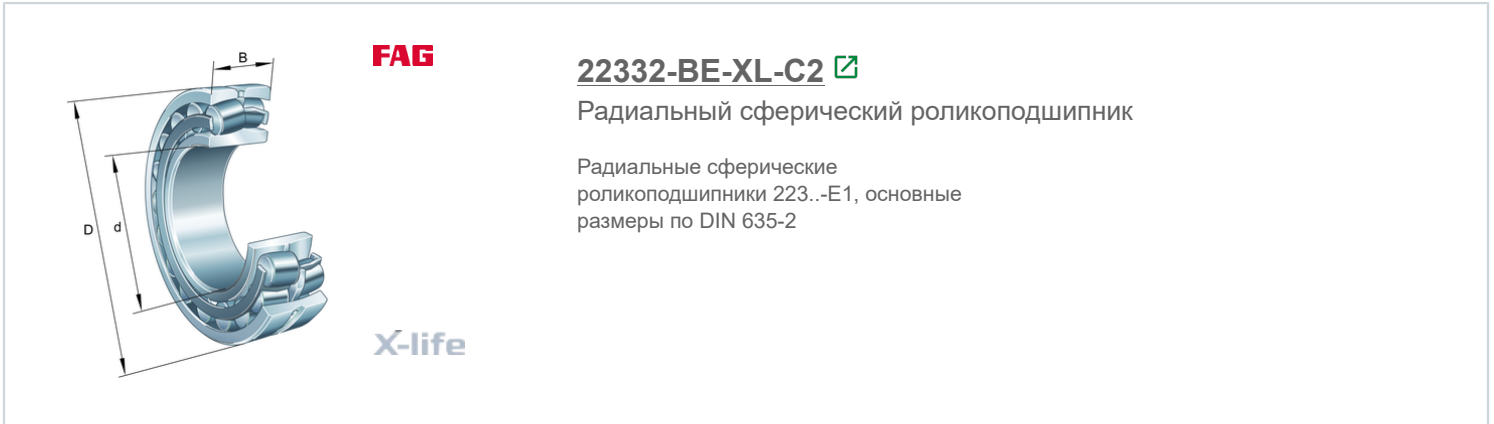 B
FAG
22332-BE-XL-C2
Радиальный сферический роликоподшипник
Радиальные сферические
роликоподшипники 223..-E1, основные
размеры по DIN 635-2
D
d
X-life